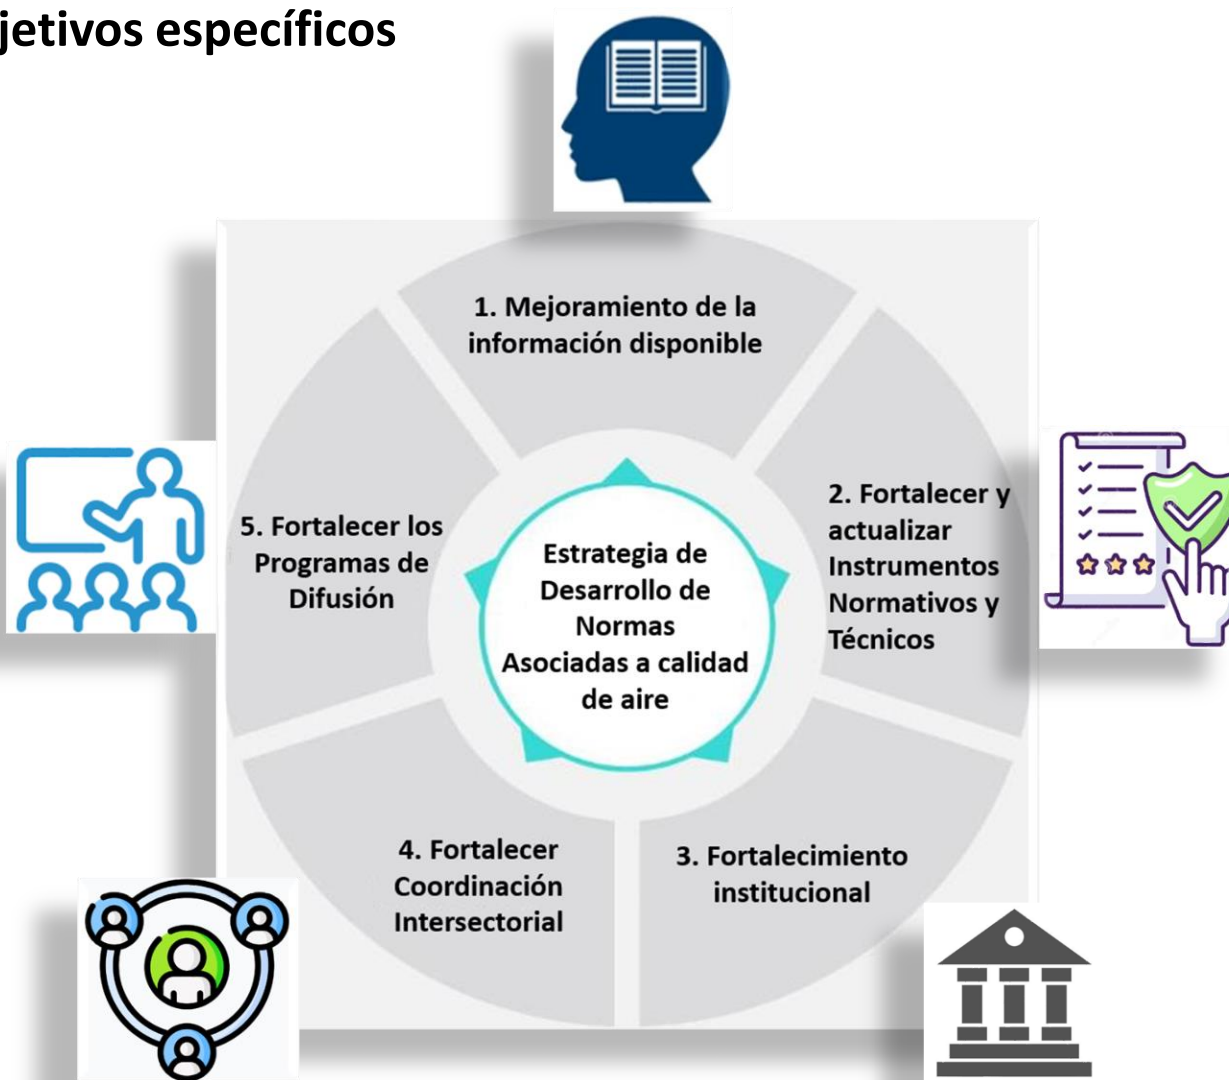 jetivos específicos
1. Mejoramiento de la
información disponible
2. Fortalecer y
actualizar
Instrumentos
Normativos y
Técnicos
3. Fortalecimiento
institucional
4. Fortalecer
Coordinación
Intersectorial
5. Fortalecer los
Programas de
Difusión
Estrategia de
Desarrollo de
Normas
Asociadas a calidad
de aire